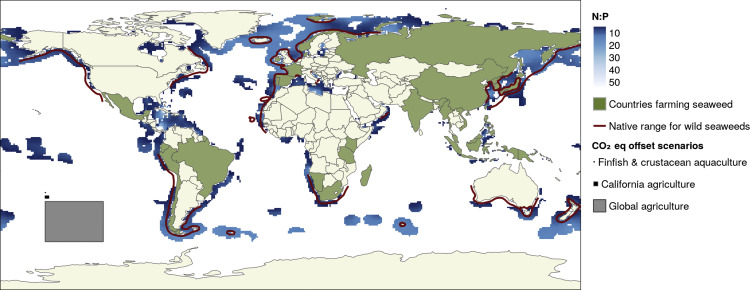 N:P
10
20
30
40
50
Countries farming seaweed
Native range for wild seaweeds
CO₂ eq offset scenarios
Finfish & crustacean aquaculture
California agriculture
Global agriculture